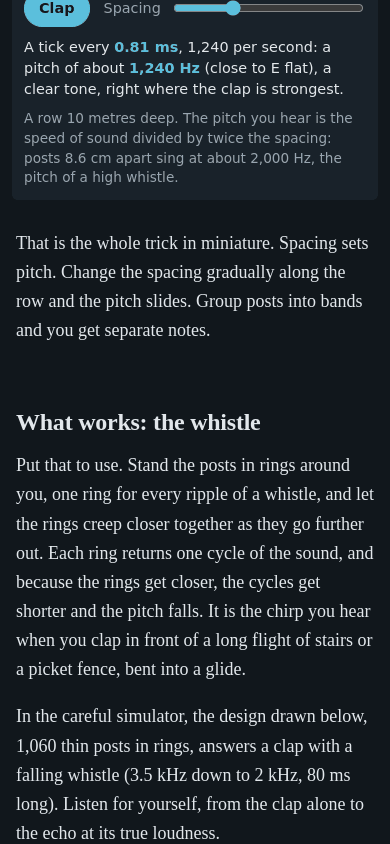 Clap Spacing
A tick every 0.81 ms, 1,240 per second: a
pitch of about 1,240 Hz (close to E flat), a
clear tone, right where the clap is strongest.
A row 10 metres deep. The pitch you hear is the
speed of sound divided by twice the spacing:
posts 8.6 cm apart sing at about 2,000 Hz, the
pitch of a high whistle.
That is the whole trick in miniature. Spacing sets
pitch. Change the spacing gradually along the
row and the pitch slides. Group posts into bands
and you get separate notes.
What works: the whistle
Put that to use. Stand the posts in rings around
you, one ring for every ripple of a whistle, and let
the rings creep closer together as they go further
out. Each ring returns one cycle of the sound, and
because the rings get closer, the cycles get
shorter and the pitch falls. It is the chirp you hear
when you clap in front of a long flight of stairs or
a picket fence, bent into a glide.
In the careful simulator, the design drawn below,
1,060 thin posts in rings, answers a clap with a
falling whistle (3.5 kHz down to 2 kHz, 80 ms
long). Listen for yourself, from the clap alone to
the echo at its true loudness.